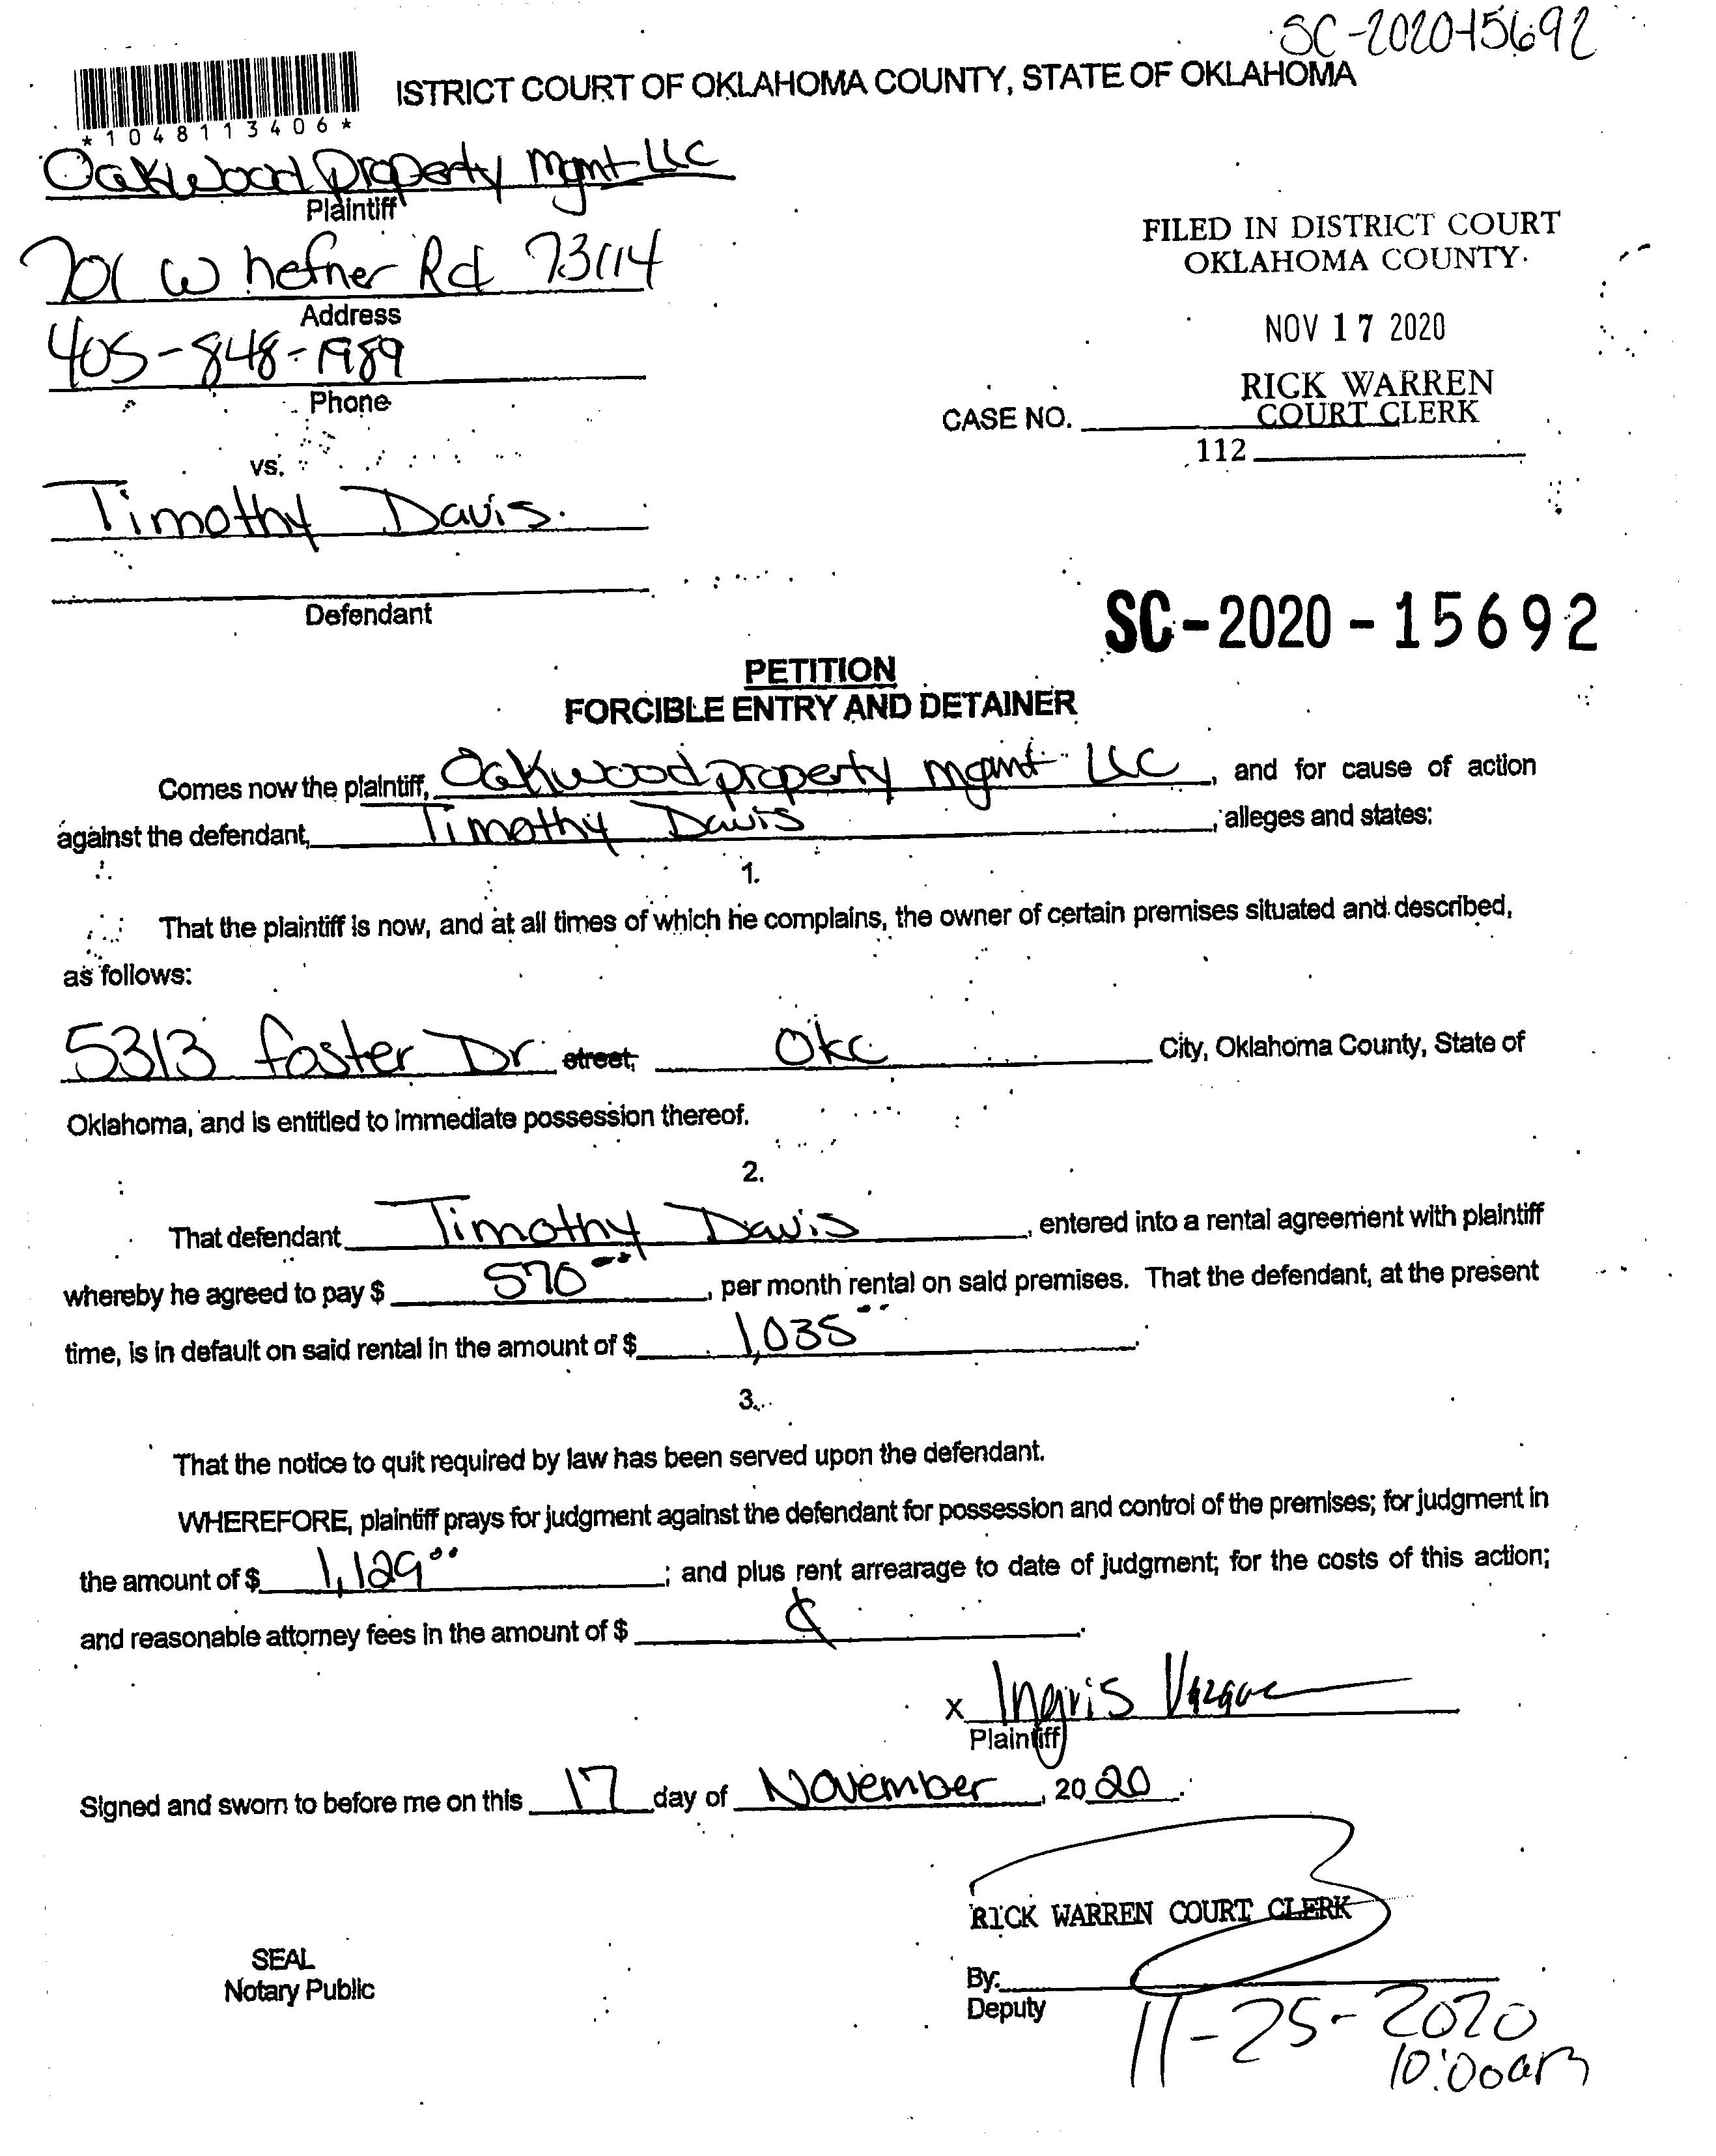 SC-2020-15692
ISTRICT COURT OF OKLAHOMA COUNTY, STATE OF OKLAHOMA
*1048113406*
Oakwood Property Mgmt LLC
Plaintiff
701 W hefner Rd 73114
Address
405-848-1989
Phone
FILED IN DISTRICT COURT
OKLAHOMA COUNTY
NOV 17 2020
RICK WARREN
COURT CLERK
CASE NO.
112
vs.
Timothy Davis
Defendant
SC-2020-15692
PETITION
FORCIBLE ENTRY AND DETAINER
Comes now the plaintiff, Oakwood property mgmt LLC, and for cause of action
against the defendant, Timothy Davis, alleges and states:
1.
That the plaintiff is now, and at all times of which he complains, the owner of certain premises situated and described,
as follows:
5313 foster Dr street, OKC City, Oklahoma County, State of
Oklahoma, and is entitled to immediate possession thereof.
2.
That defendant Timothy Davis, entered into a rental agreement with plaintiff
whereby he agreed to pay $ 570.00, per month rental on said premises. That the defendant, at the present
time, is in default on said rental in the amount of $ 1,035.00.
3.
That the notice to quit required by law has been served upon the defendant.
WHEREFORE, plaintiff prays for judgment against the defendant for possession and control of the premises; for judgment in
the amount of $ 1,129.00; and plus rent arrearage to date of judgment; for the costs of this action;
and reasonable attorney fees in the amount of $
x Ingris
Plaintiff
Signed and sworn to before me on this 17 day of November, 2020.
RICK WARREN COURT CLERK
SEAL
Notary Public
By:
Deputy
11-25-2020
10:00am